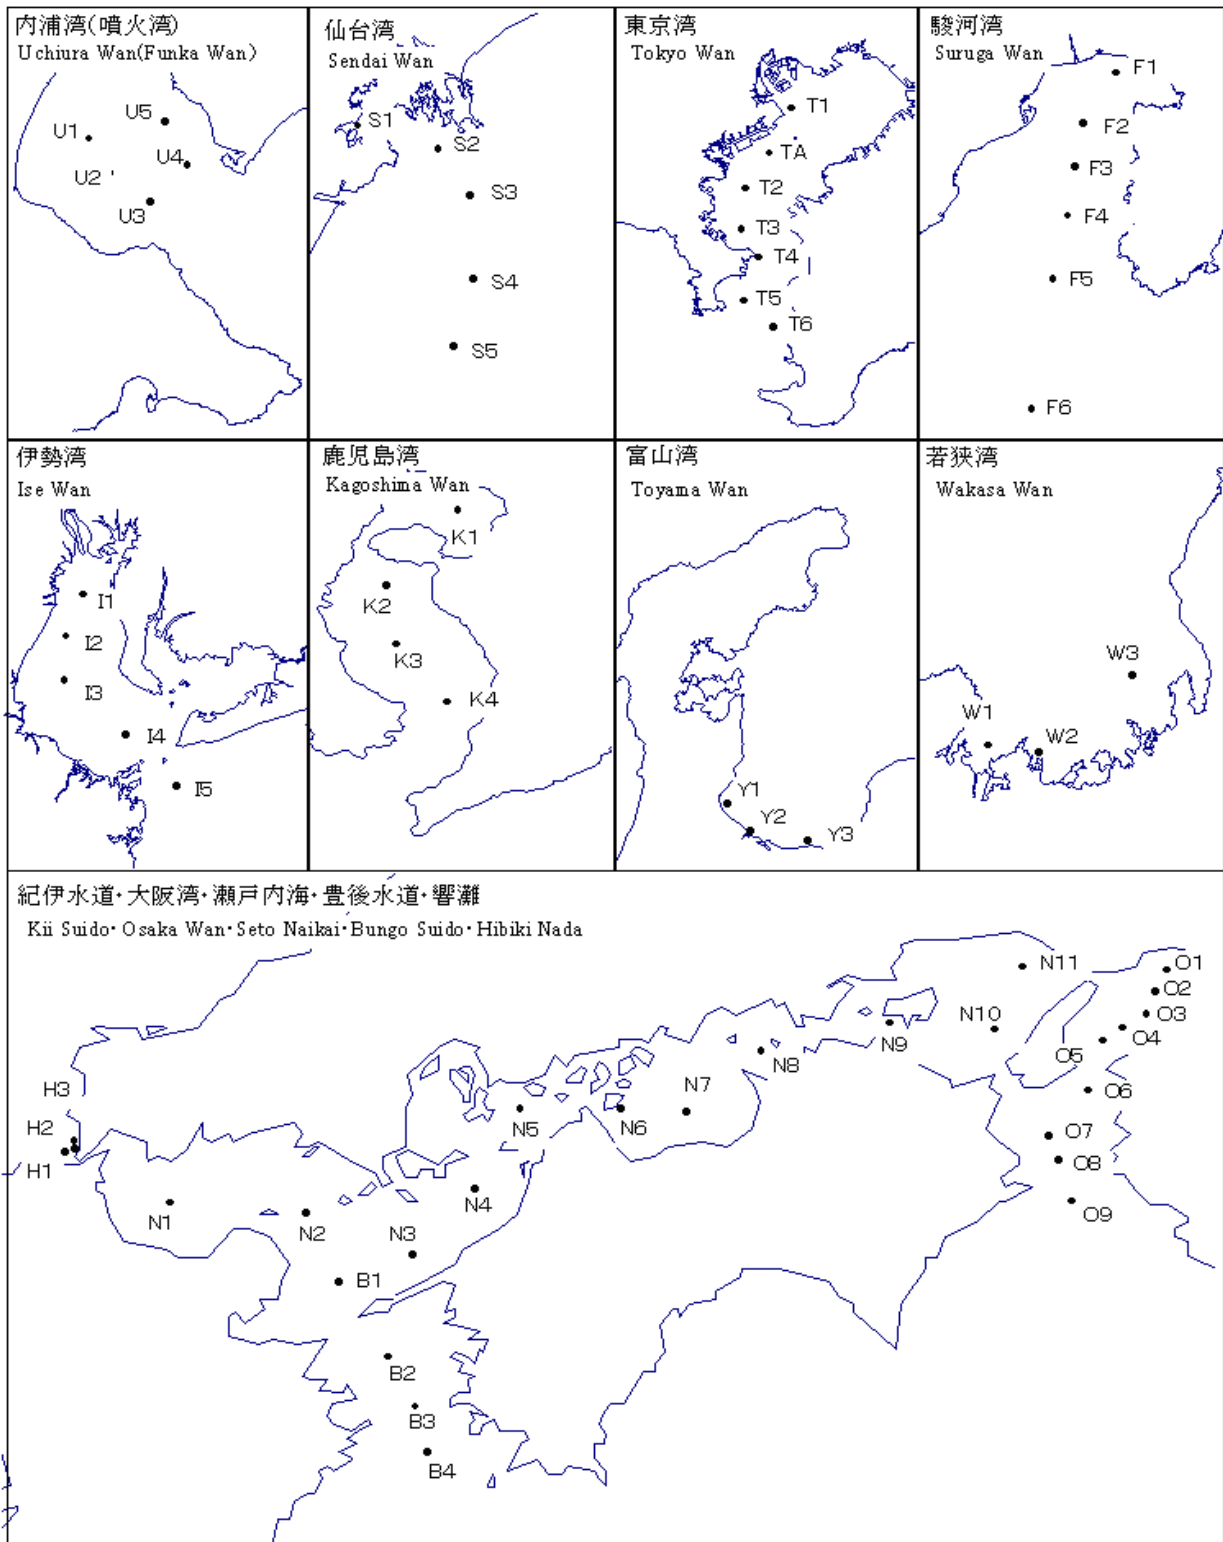 内浦湾(噴火湾)
Uchiura Wan(Funka Wan)
U5
U1
U4
U2
U3
仙台湾
Sendai Wan
S1
S2
S3
S4
S5
東京湾
Tokyo Wan
T1
TA
T2
T3
T4
T5
T6
駿河湾
Suruga Wan
F1
F2
F3
F4
F5
F6
伊勢湾
Ise Wan
I1
I2
I3
I4
I5
鹿児島湾
Kagoshima Wan
K1
K2
K3
K4
富山湾
Toyama Wan
Y1
Y2
Y3
若狭湾
Wakasa Wan
W3
W1
W2
紀伊水道・大阪湾・瀬戸内海・豊後水道・響灘
Kii Suido・Osaka Wan・Seto Naikai・Bungo Suido・Hibiki Nada
N11
O1
O2
O3
N10
O4
N9
O5
N8
H3
O6
N7
H2
N5
N6
O7
H1
O8
N4
N1
O9
N2
N3
B1
B2
B3
B4